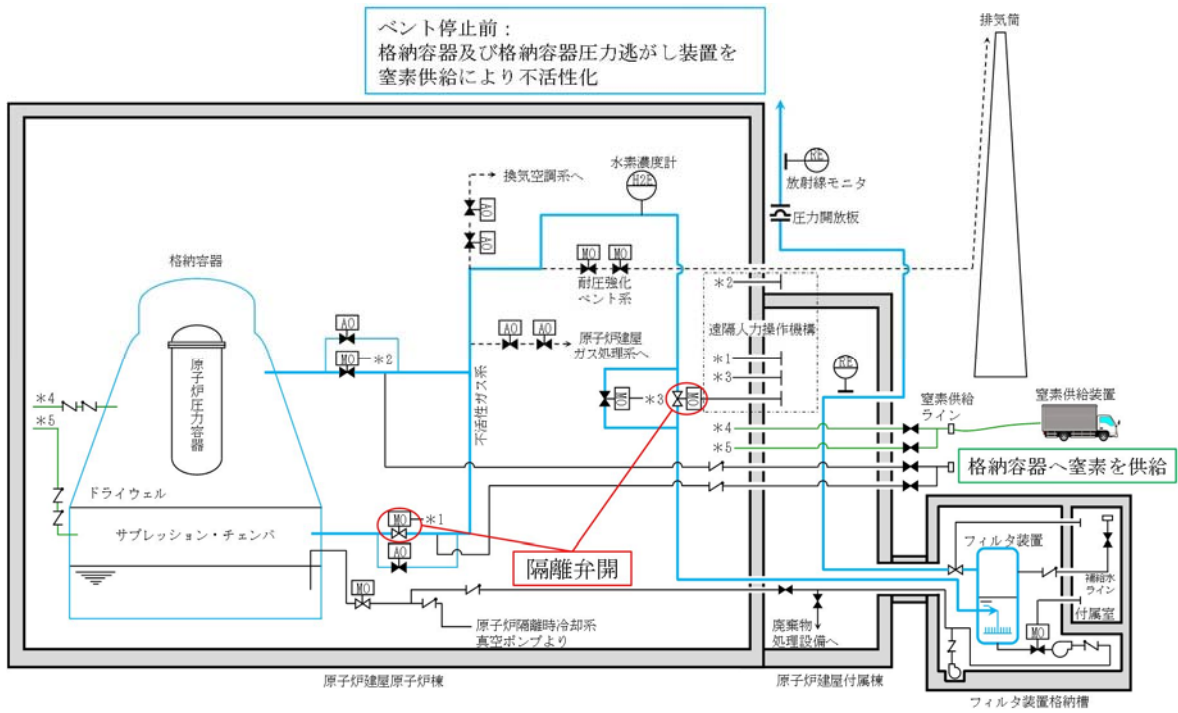 ベント停止前：
格納容器及び格納容器圧力逃がし装置を
窒素供給により不活性化
排気筒
RE
放射線モニタ
圧力開放板
水素濃度計
H2E
換気空調系へ
AO
AO
MO
MO
耐圧強化
ベント系
格納容器
原子炉圧力容器
AO
MO
*2
AO
AO
原子炉建屋
ガス処理系へ
不活性ガス系
*2
遠隔人力操作機構
*1
*3
MO
*3
MO
RE
*4
*5
*4
*5
窒素供給
ライン
窒素供給装置
格納容器へ窒素を供給
ドライウェル
サプレッション・チェンバ
MO
*1
AO
隔離弁開
MO
原子炉隔離時冷却系
真空ポンプより
廃棄物
処理設備へ
フィルタ装置
補給水
ライン
付属室
MO
原子炉建屋原子炉棟
原子炉建屋付属棟
フィルタ装置格納槽